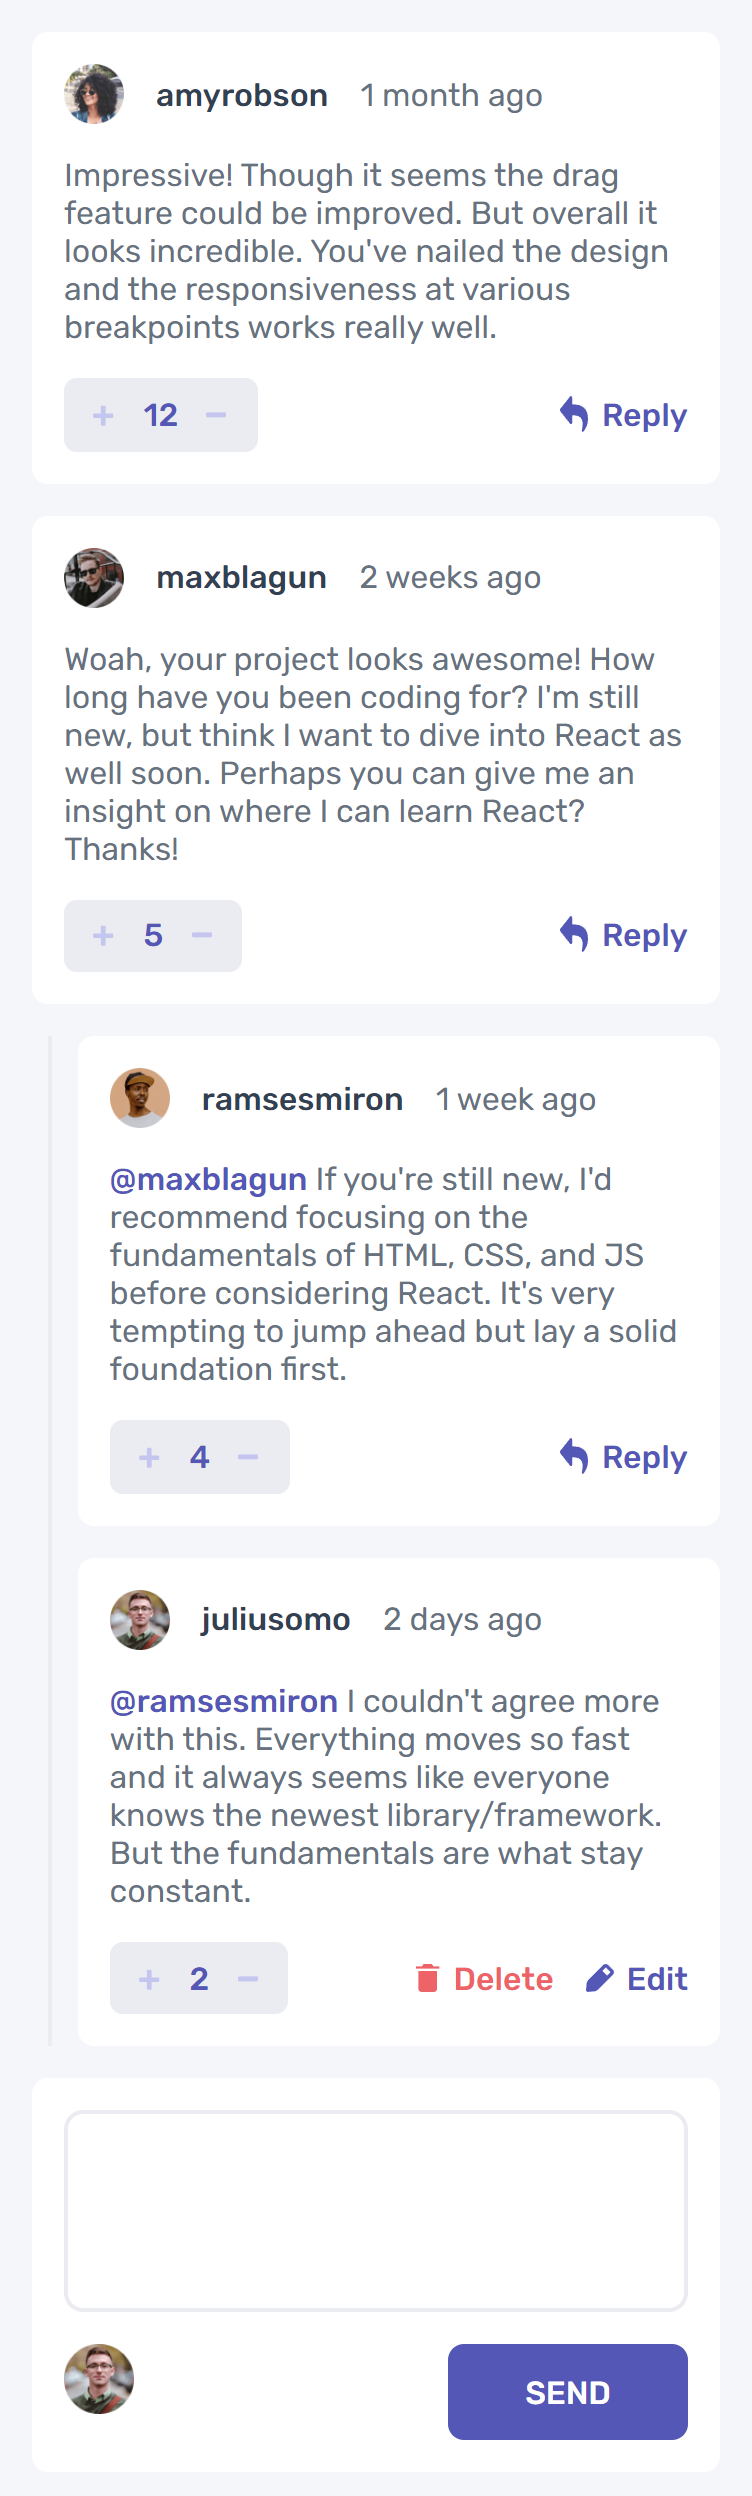 amyrobson 1 month ago
Impressive! Though it seems the drag
feature could be improved. But overall it
looks incredible. You've nailed the design
and the responsiveness at various
breakpoints works really well.
+ 12 −
Reply
maxblagun 2 weeks ago
Woah, your project looks awesome! How
long have you been coding for? I'm still
new, but think I want to dive into React as
well soon. Perhaps you can give me an
insight on where I can learn React?
Thanks!
+ 5 −
Reply
ramsesmiron 1 week ago
@maxblagun If you're still new, I'd
recommend focusing on the
fundamentals of HTML, CSS, and JS
before considering React. It's very
tempting to jump ahead but lay a solid
foundation first.
+ 4 −
Reply
juliusomo 2 days ago
@ramsesmiron I couldn't agree more
with this. Everything moves so fast
and it always seems like everyone
knows the newest library/framework.
But the fundamentals are what stay
constant.
+ 2 −
Delete Edit
SEND